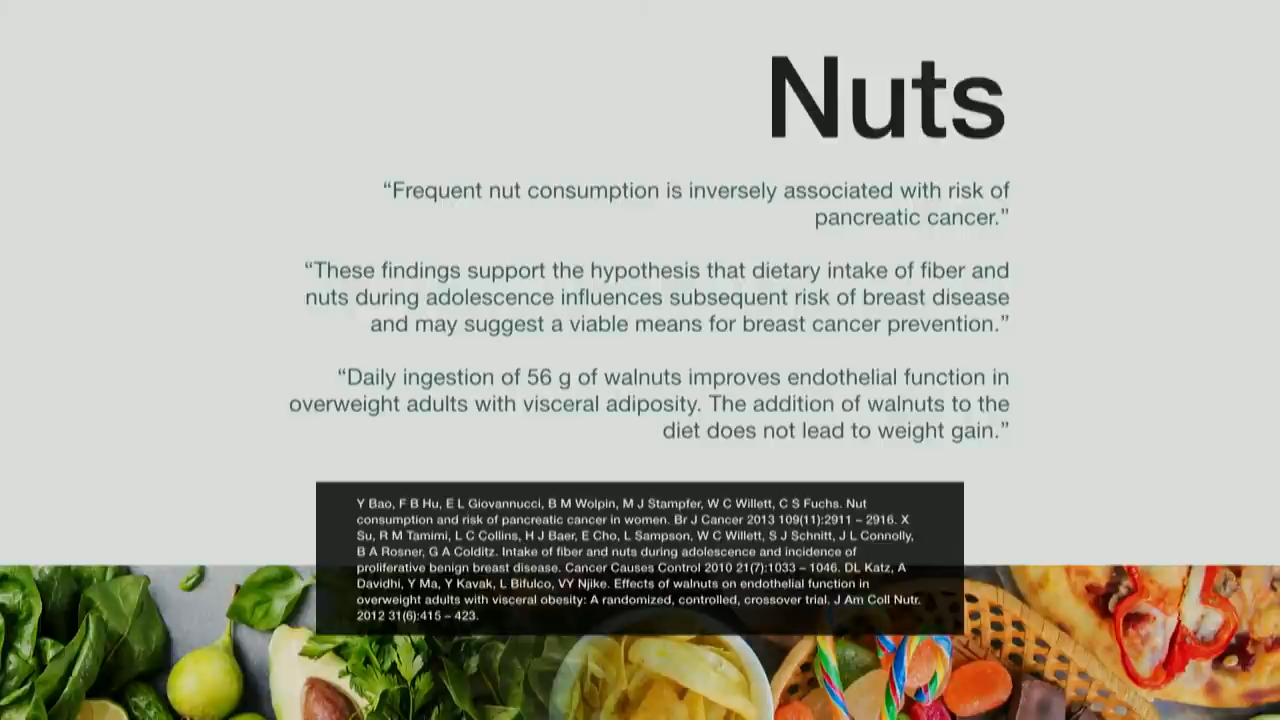 Nuts
“Frequent nut consumption is inversely associated with risk of
pancreatic cancer.”
“These findings support the hypothesis that dietary intake of fiber and
nuts during adolescence influences subsequent risk of breast disease
and may suggest a viable means for breast cancer prevention.”
“Daily ingestion of 56 g of walnuts improves endothelial function in
overweight adults with visceral adiposity. The addition of walnuts to the
diet does not lead to weight gain.”
Y Bao, F B Hu, E L Giovannucci, B M Wolpin, M J Stampfer, W C Willett, C S Fuchs. Nut
consumption and risk of pancreatic cancer in women. Br J Cancer 2013 109(11):2911 – 2916. X
Su, R M Tamimi, L C Collins, H J Baer, E Cho, L Sampson, W C Willett, S J Schnitt, J L Connolly,
B A Rosner, G A Colditz. Intake of fiber and nuts during adolescence and incidence of
proliferative benign breast disease. Cancer Causes Control 2010 21(7):1033 – 1046. DL Katz, A
Davidhi, Y Ma, Y Kavak, L Bifulco, VY Njike. Effects of walnuts on endothelial function in
overweight adults with visceral obesity: A randomized, controlled, crossover trial. J Am Coll Nutr.
2012 31(6):415 – 423.